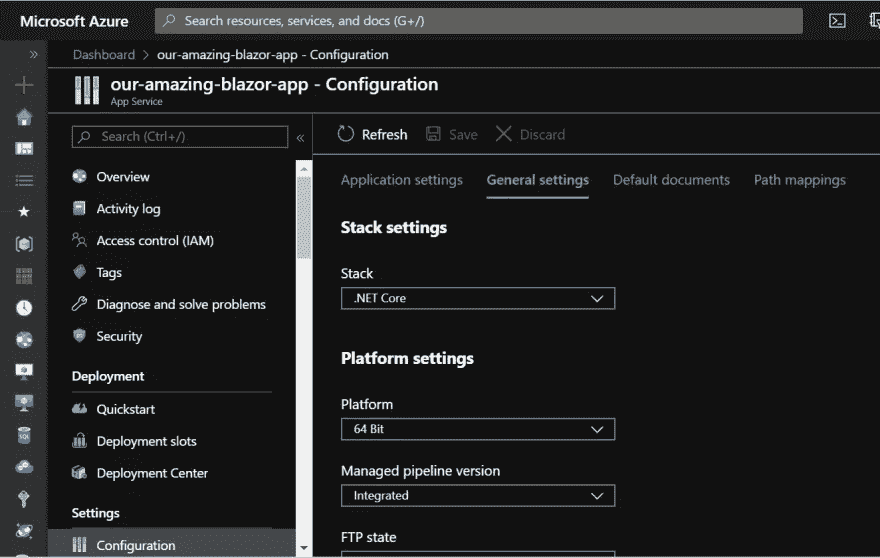 Microsoft Azure
Search resources, services, and docs (G+/)
Dashboard > our-amazing-blazor-app - Configuration
our-amazing-blazor-app - Configuration
App Service
Search (Ctrl+/)
Overview
Activity log
Access control (IAM)
Tags
Diagnose and solve problems
Security
Deployment
Quickstart
Deployment slots
Deployment Center
Settings
Configuration
Refresh Save Discard
Application settings General settings Default documents Path mappings
Stack settings
Stack
.NET Core
Platform settings
Platform
64 Bit
Managed pipeline version
Integrated
FTP state